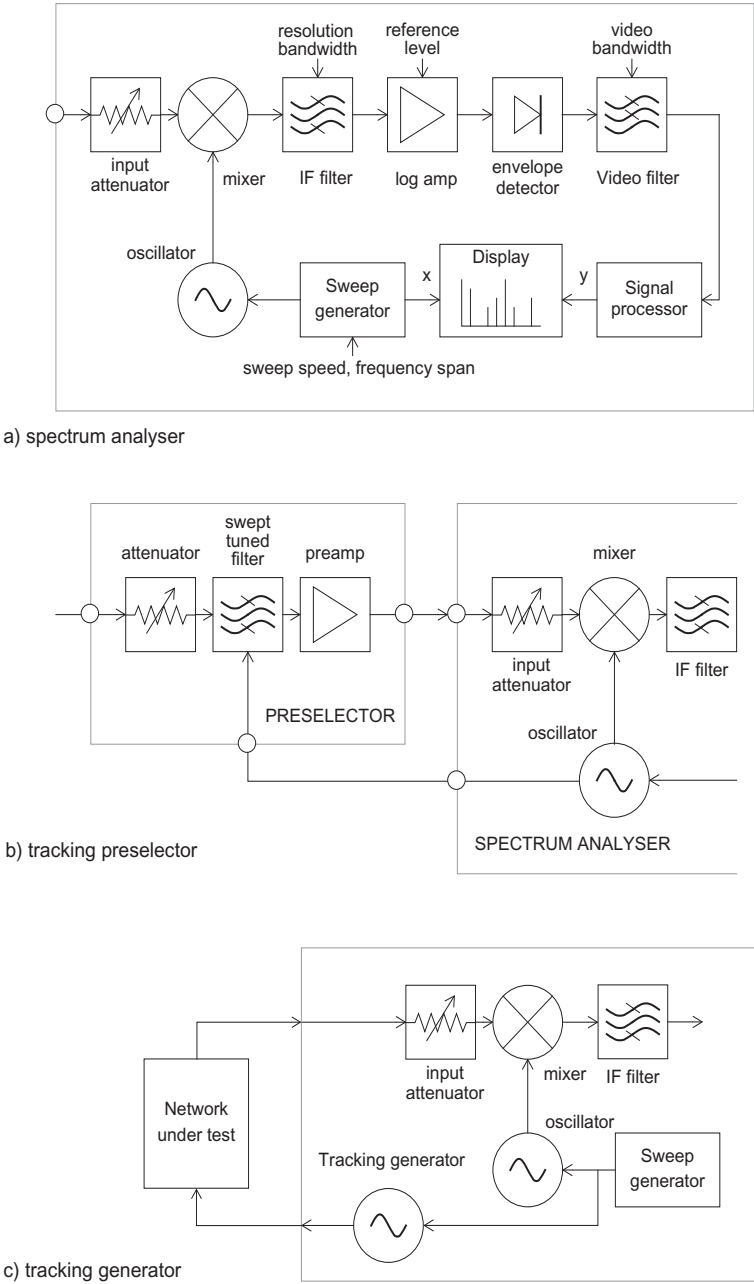 resolution
bandwidth
reference
level
video
bandwidth
input
attenuator
mixer
IF filter
log amp
envelope
detector
Video filter
oscillator
Sweep
generator
x
Display
y
Signal
processor
sweep speed, frequency span
a) spectrum analyser
attenuator
swept
tuned
filter
preamp
mixer
input
attenuator
IF filter
PRESELECTOR
oscillator
SPECTRUM ANALYSER
b) tracking preselector
input
attenuator
mixer
IF filter
Network
under test
oscillator
Sweep
generator
Tracking generator
c) tracking generator